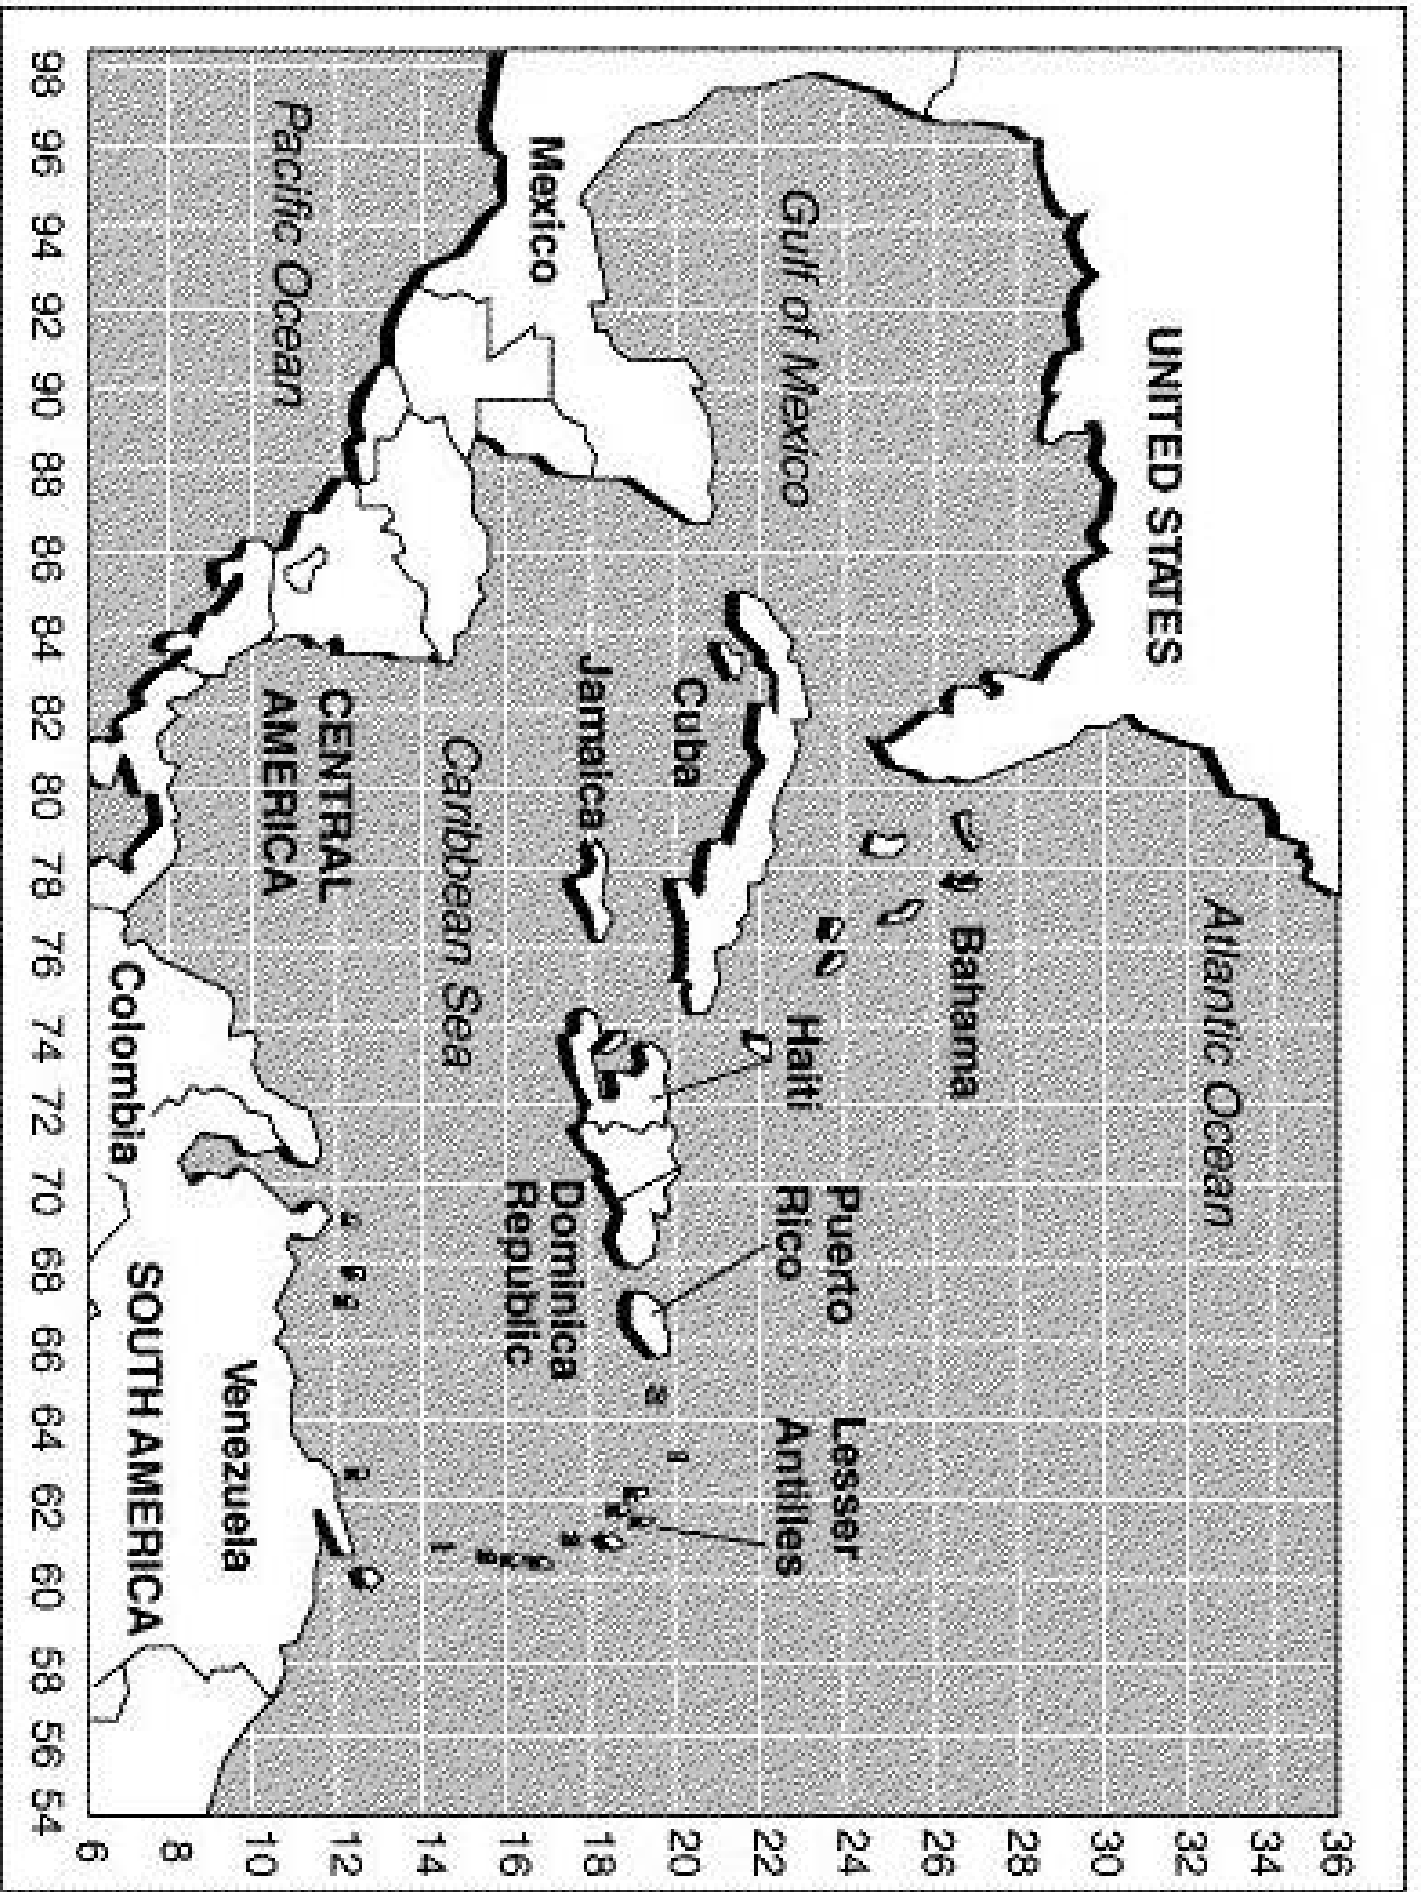 UNITED STATES
Atlantic Ocean
Gulf of Mexico
Bahama
Mexico
Cuba
Haiti
Puerto
Rico
Lesser
Antilles
Jamaica
Dominica
Republic
Caribbean Sea
Pacific Ocean
CENTRAL
AMERICA
Colombia
Venezuela
SOUTH AMERICA
36
34
32
30
28
26
24
22
20
18
16
14
12
10
8
6
98 96 94 92 90 88 86 84 82 80 78 76 74 72 70 68 66 64 62 60 58 56 54